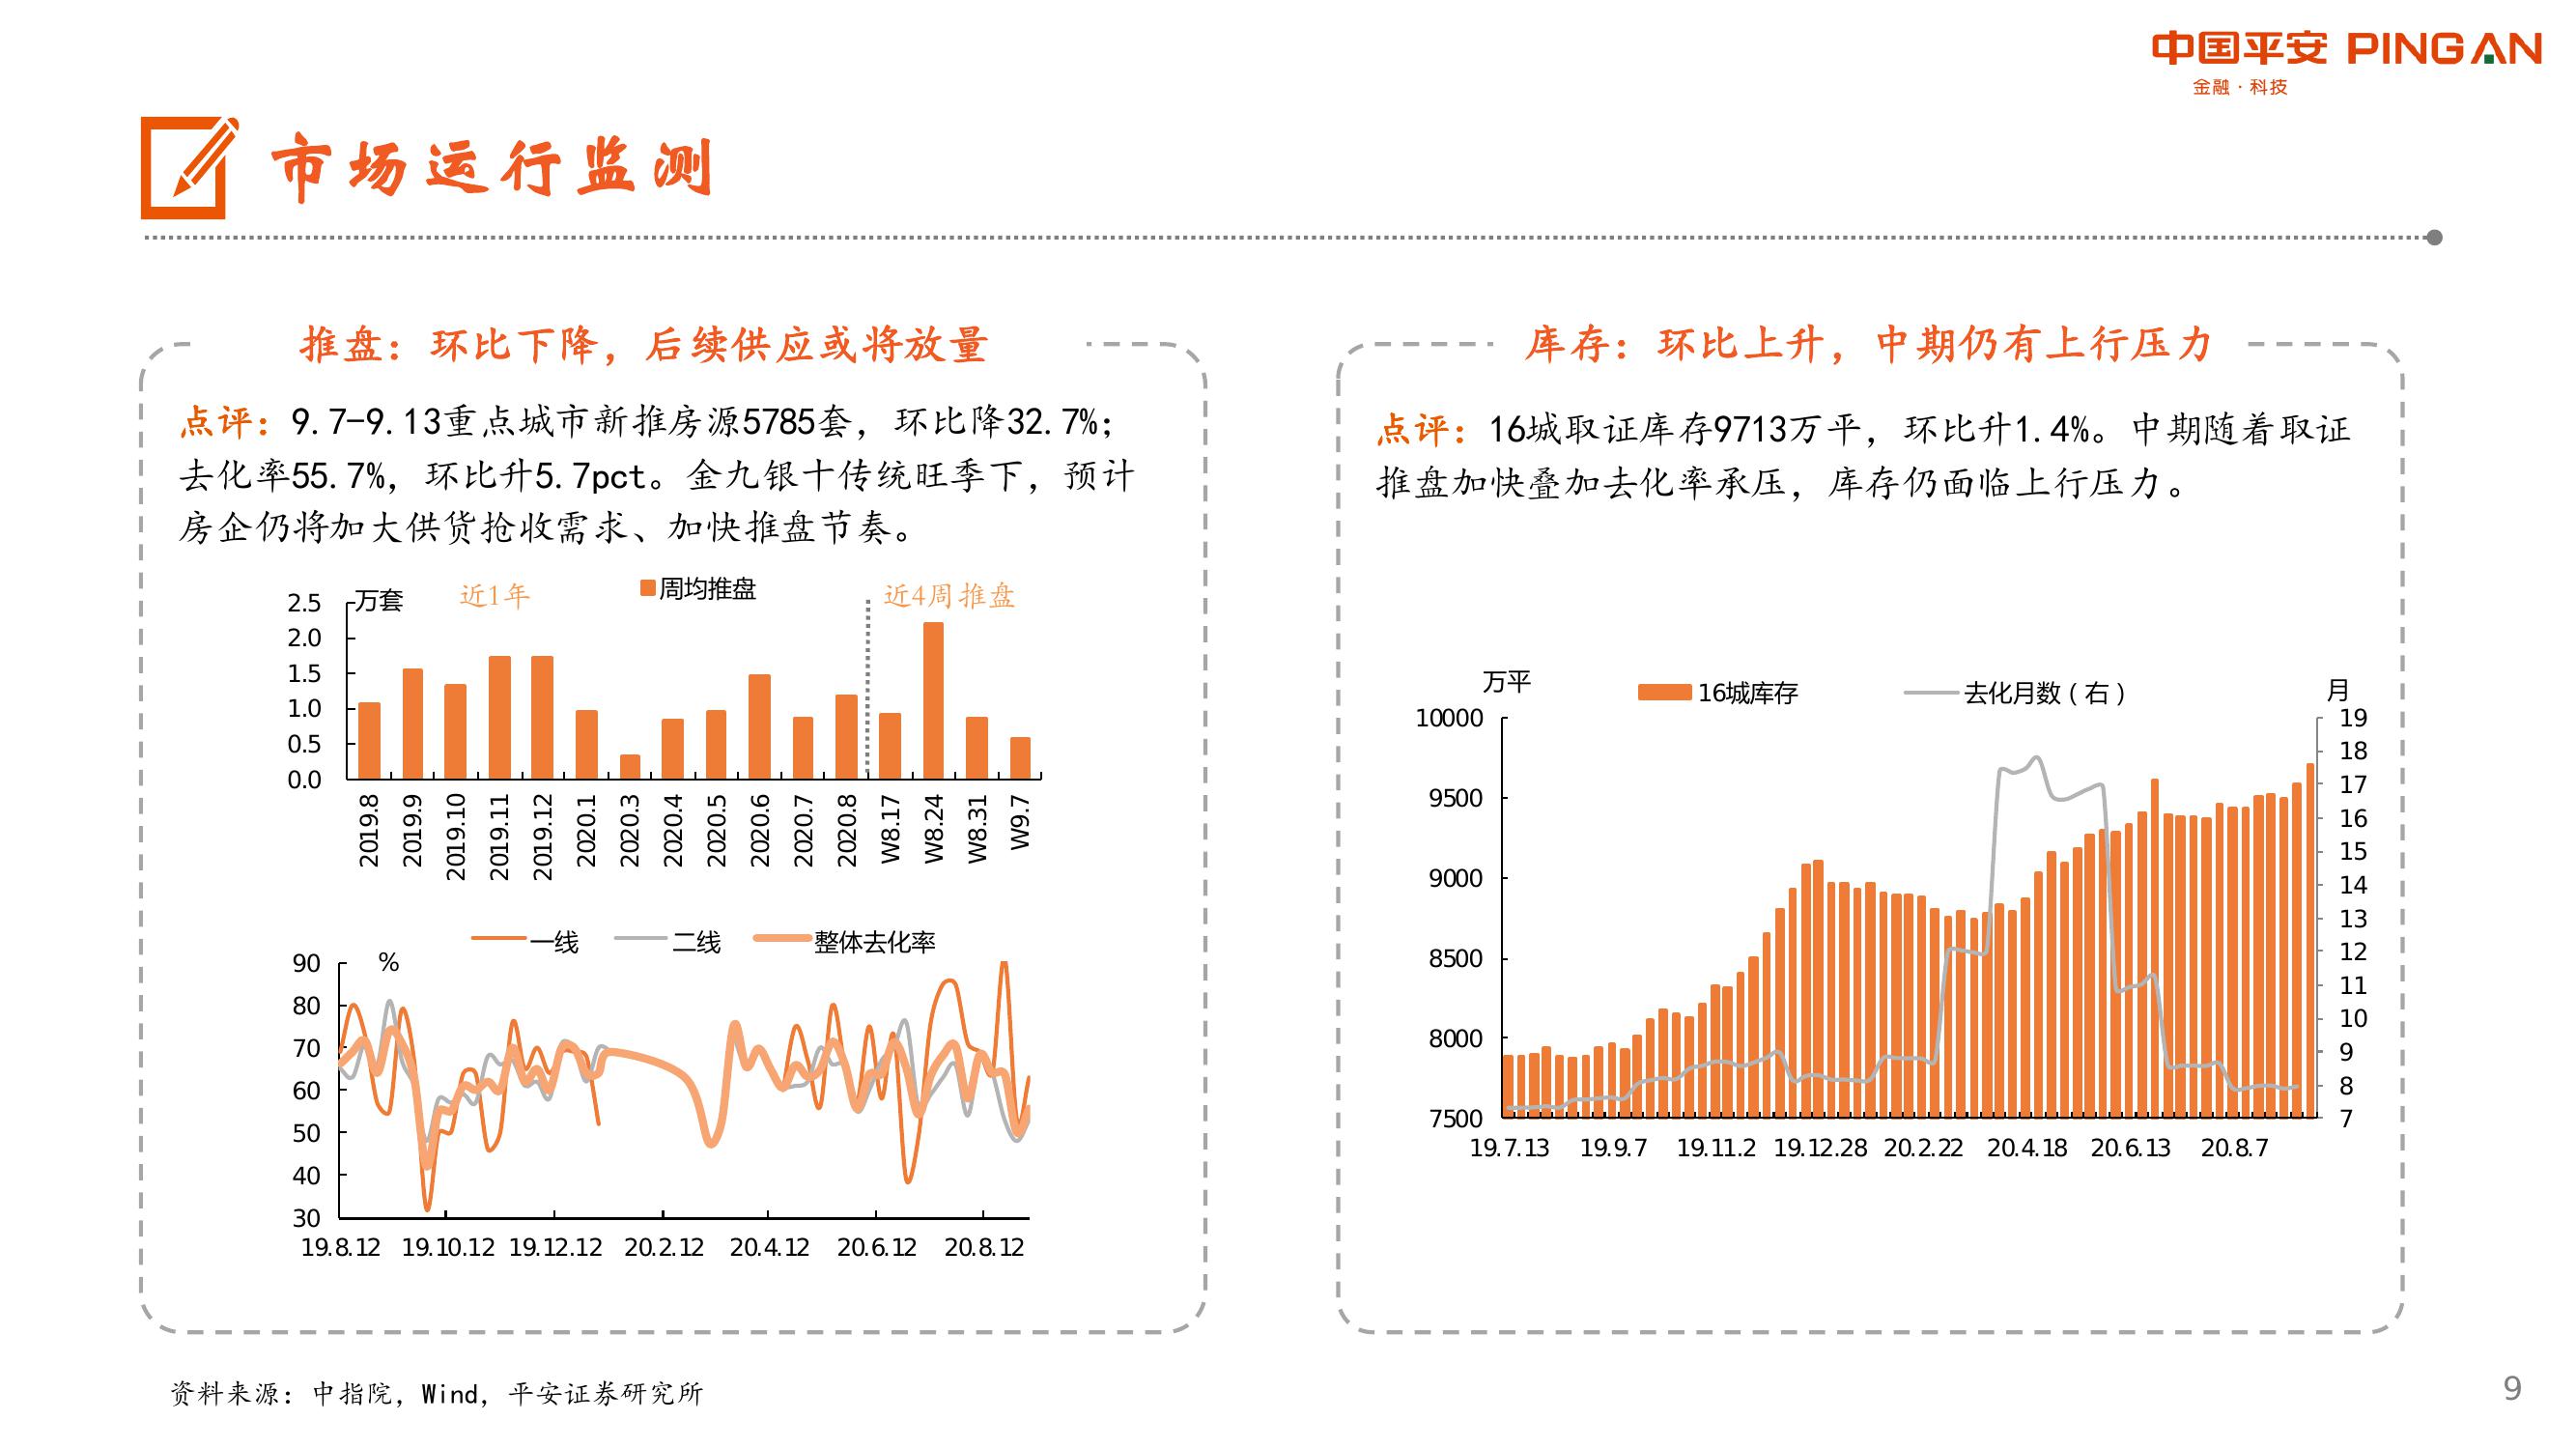 中国平安 PINGAN
金融·科技
市场运行监测
推盘：环比下降，后续供应或将放量
点评：9.7-9.13重点城市新推房源5785套，环比降32.7%；
去化率55.7%，环比升5.7pct。金九银十传统旺季下，预计
房企仍将加大供货抢收需求、加快推盘节奏。
万套 近1年 周均推盘 近4周推盘
2.5
2.0
1.5
1.0
0.5
0.0
2019.8 2019.9 2019.10 2019.11 2019.12 2020.1 2020.3 2020.4 2020.5 2020.6 2020.7 2020.8 W8.17 W8.24 W8.31 W9.7
一线 二线 整体去化率
%
90
80
70
60
50
40
30
19.8.12 19.10.12 19.12.12 20.2.12 20.4.12 20.6.12 20.8.12
库存：环比上升，中期仍有上行压力
点评：16城取证库存9713万平，环比升1.4%。中期随着取证
推盘加快叠加去化率承压，库存仍面临上行压力。
万平 16城库存 去化月数（右） 月
10000
9500
9000
8500
8000
7500
19
18
17
16
15
14
13
12
11
10
9
8
7
19.7.13 19.9.7 19.11.2 19.12.28 20.2.22 20.4.18 20.6.13 20.8.7
资料来源：中指院，Wind，平安证券研究所
9